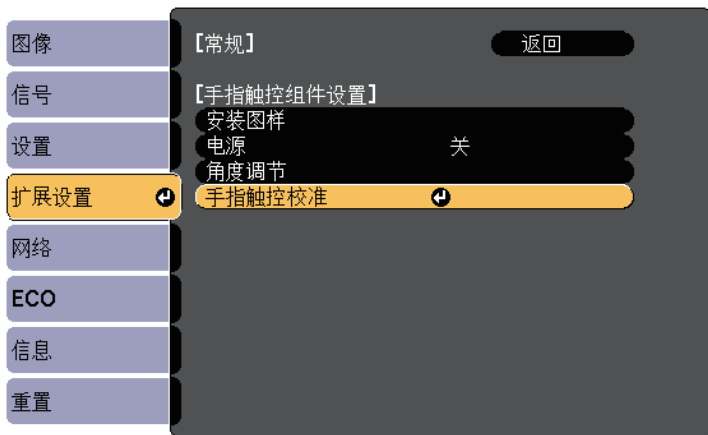 图像
信号
设置
扩展设置
网络
ECO
信息
重置
[常规] 返回
[手指触控组件设置]
安装图样
电源 关
角度调节
手指触控校准